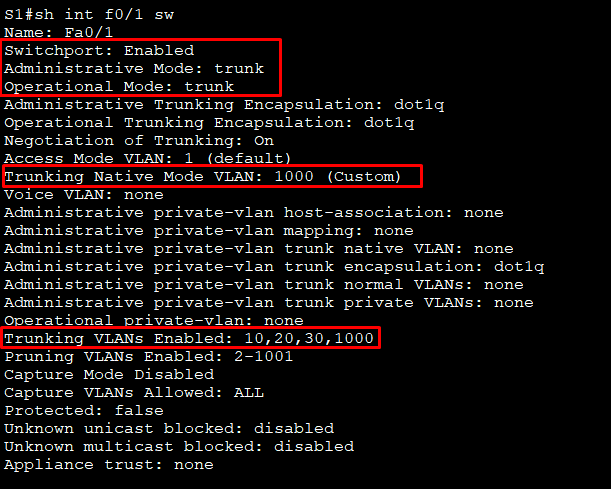 S1#sh int f0/1 sw
Name: Fa0/1
Switchport: Enabled
Administrative Mode: trunk
Operational Mode: trunk
Administrative Trunking Encapsulation: dot1q
Operational Trunking Encapsulation: dot1q
Negotiation of Trunking: On
Access Mode VLAN: 1 (default)
Trunking Native Mode VLAN: 1000 (Custom)
Voice VLAN: none
Administrative private-vlan host-association: none
Administrative private-vlan mapping: none
Administrative private-vlan trunk native VLAN: none
Administrative private-vlan trunk encapsulation: dot1q
Administrative private-vlan trunk normal VLANs: none
Administrative private-vlan trunk private VLANs: none
Operational private-vlan: none
Trunking VLANs Enabled: 10,20,30,1000
Pruning VLANs Enabled: 2-1001
Capture Mode Disabled
Capture VLANs Allowed: ALL
Protected: false
Unknown unicast blocked: disabled
Unknown multicast blocked: disabled
Appliance trust: none